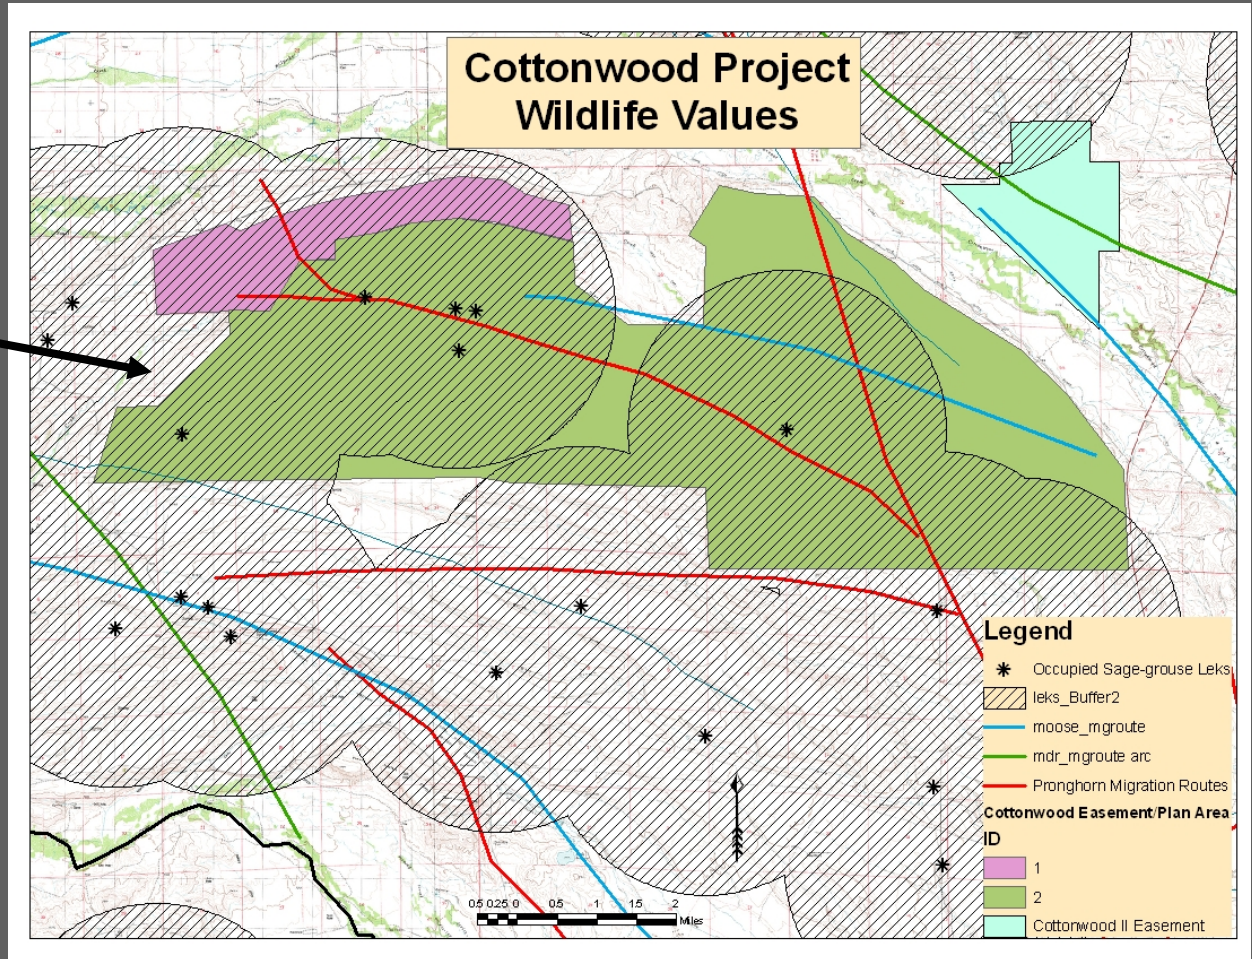 Cottonwood Project
Wildlife Values
Legend
Occupied Sage-grouse Leks
leks_Buffer2
moose_mgroute
mdr_mgroute arc
Pronghorn Migration Routes
Cottonwood Easement/Plan Area
ID
1
2
Cottonwood II Easement
0.5 0.25 0 0.5 1 1.5 2
Miles